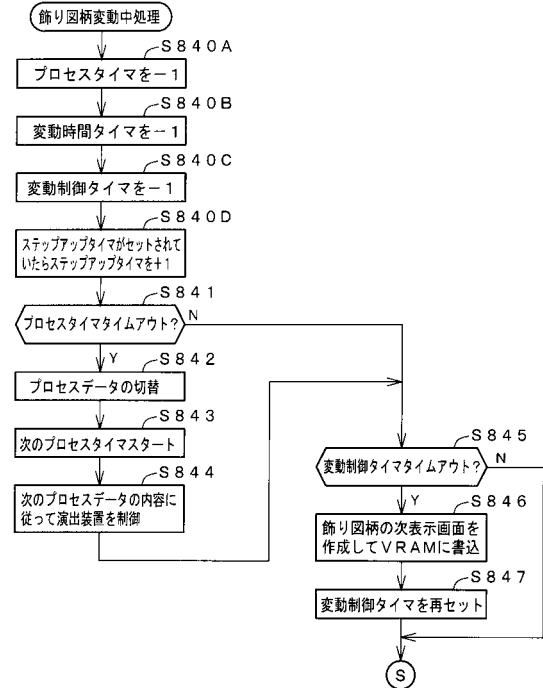 飾り図柄変動中処理
S840A
プロセスタイマを－1
S840B
変動時間タイマを－1
S840C
変動制御タイマを－1
S840D
ステップアップタイマがセットされて
いたらステップアップタイマを+1
S841
プロセスタイマタイムアウト？
N
Y
S842
プロセスデータの切替
S843
次のプロセスタイマスタート
S844
次のプロセスデータの内容に
従って演出装置を制御
S845
変動制御タイマタイムアウト？
N
Y
S846
飾り図柄の次表示画面を
作成してVRAMに書込
S847
変動制御タイマを再セット
S